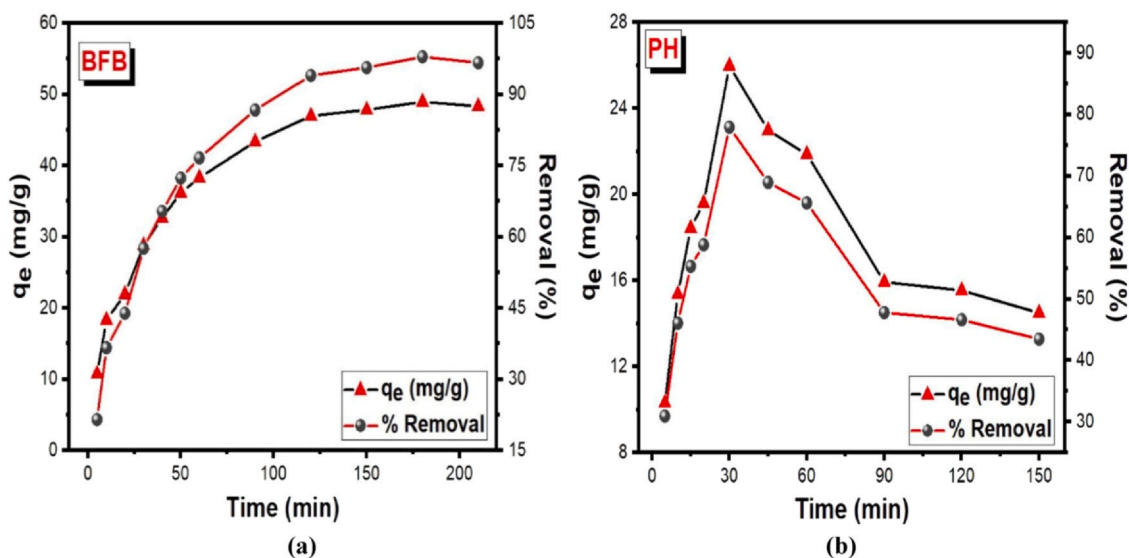 BFB
60
50
40
30
20
10
0
qe (mg/g)
105
90
75
60
45
30
15
Removal (%)
qe (mg/g)
% Removal
0 50 100 150 200
Time (min)
(a)
PH
28
24
20
16
12
8
qe (mg/g)
90
80
70
60
50
40
30
Removal (%)
qe (mg/g)
% Removal
0 30 60 90 120 150
Time (min)
(b)